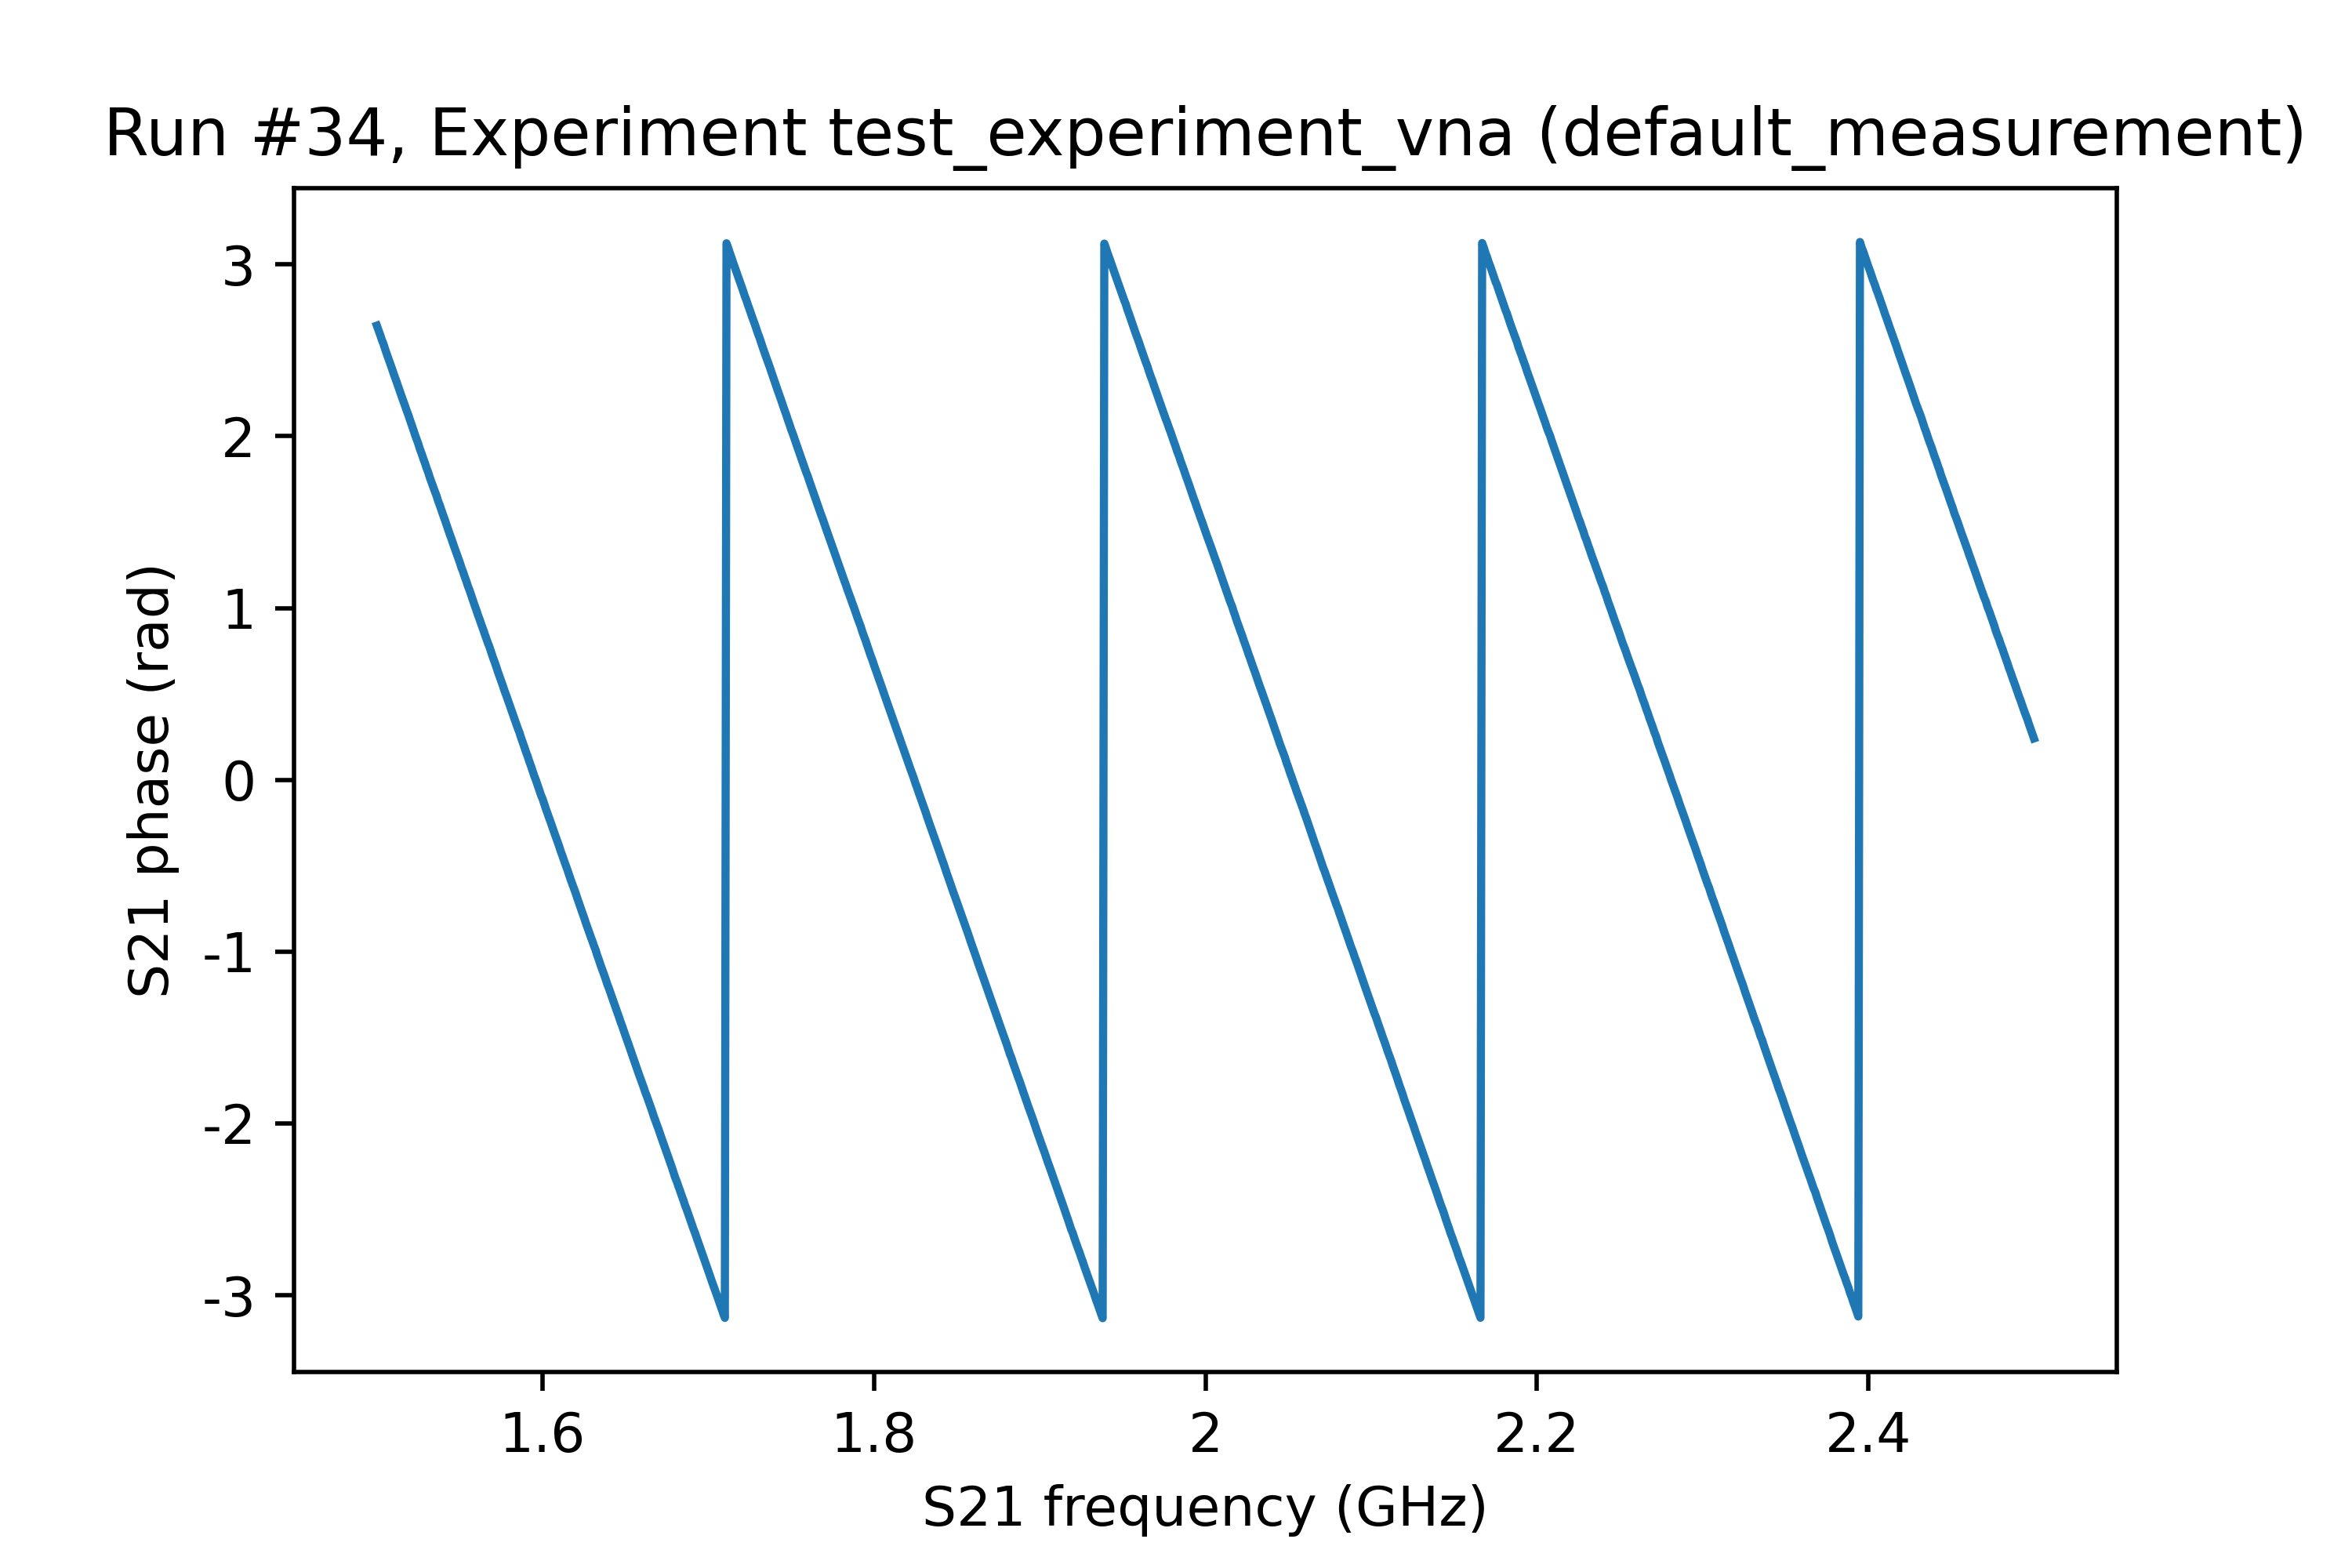 Run #34, Experiment test_experiment_vna (default_measurement)
S21 phase (rad)
3
2
1
0
-1
-2
-3
1.6 1.8 2 2.2 2.4
S21 frequency (GHz)